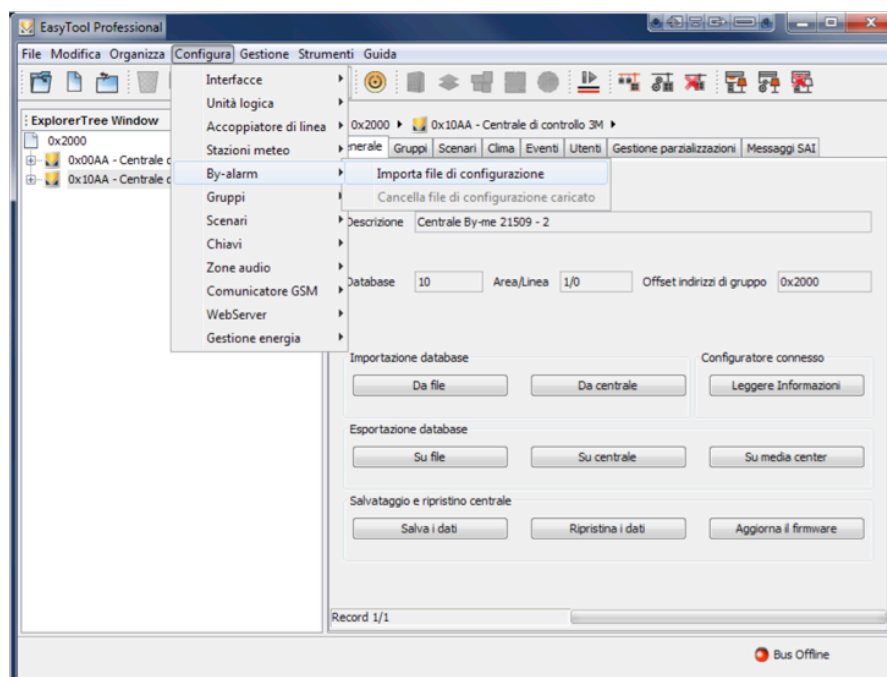 EasyTool Professional
File Modifica Organizza Configura Gestione Strumenti Guida
ExplorerTree Window
0x2000
0x00AA - Centrale
0x10AA - Centrale
Interfacce
Unità logica
Accoppiatore di linea
Stazioni meteo
By-alarm
Gruppi
Scenari
Chiavi
Zone audio
Comunicatore GSM
WebServer
Gestione energia
Importa file di configurazione
Cancella file di configurazione caricato
0x2000 0x10AA - Centrale di controllo 3M
nerale Gruppi Scenari Clima Eventi Utenti Gestione parzializzazioni Messaggi SAI
Descrizione Centrale By-me 21509 - 2
Database 10 Area/Linea 1/0 Offset indirizzi di gruppo 0x2000
Importazione database Configuratore connesso
Da file Da centrale Leggere Informazioni
Esportazione database
Su file Su centrale Su media center
Salvataggio e ripristino centrale
Salva i dati Ripristina i dati Aggiorna il firmware
Record 1/1
Bus Offline